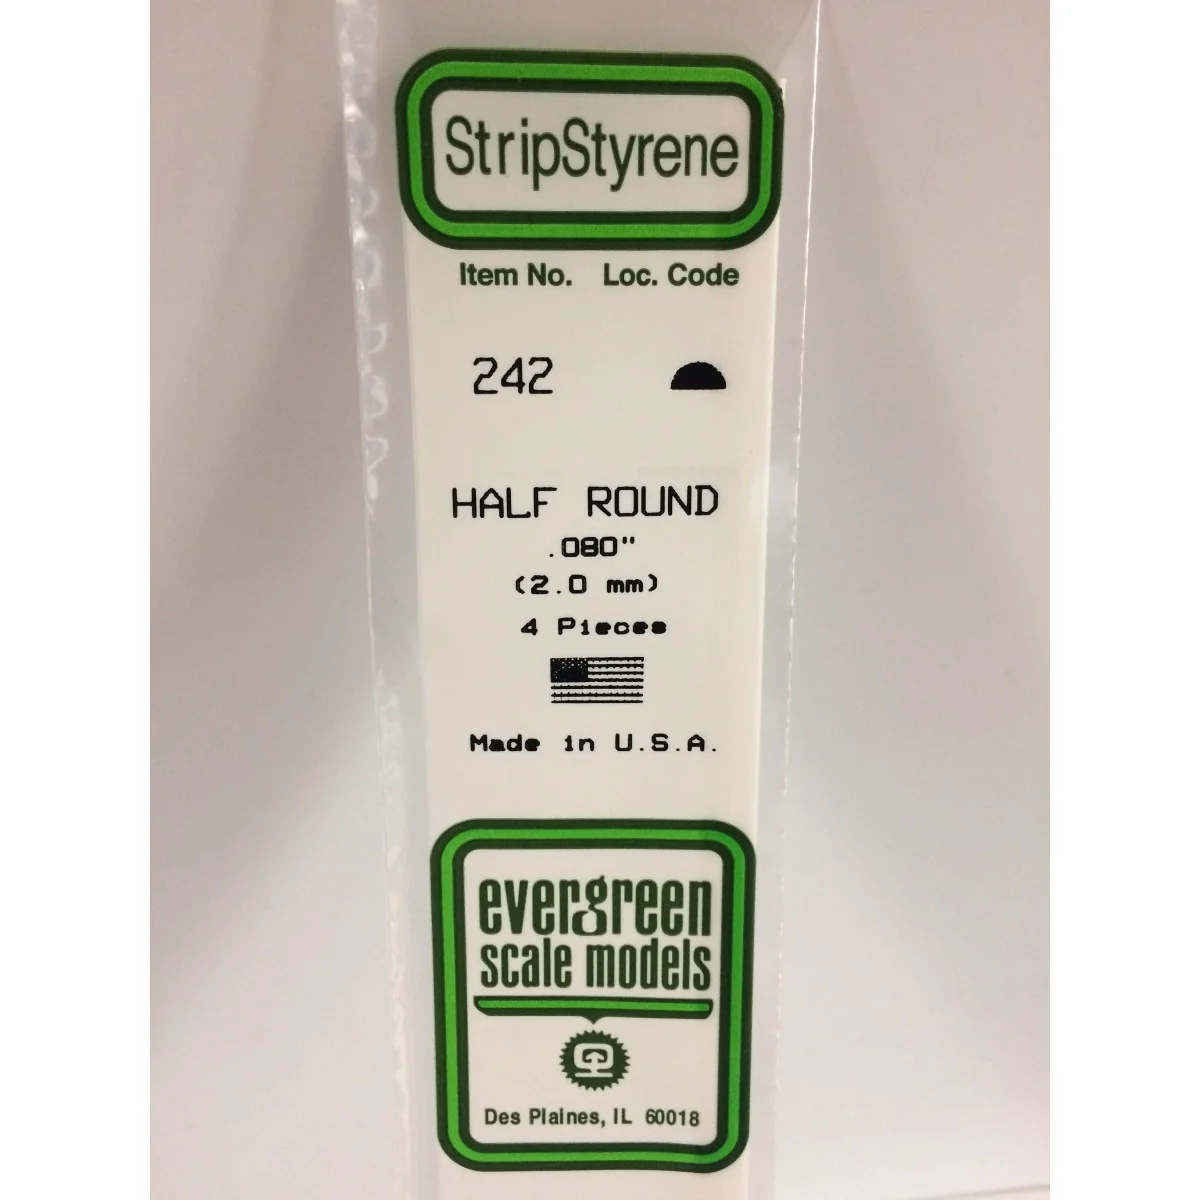 StripStyrene
Item No. Loc. Code
242
HALF ROUND
.080"
(2.0 mm)
4 Pieces
Made in U.S.A.
evergreen
scale models
Des Plaines, IL 60018